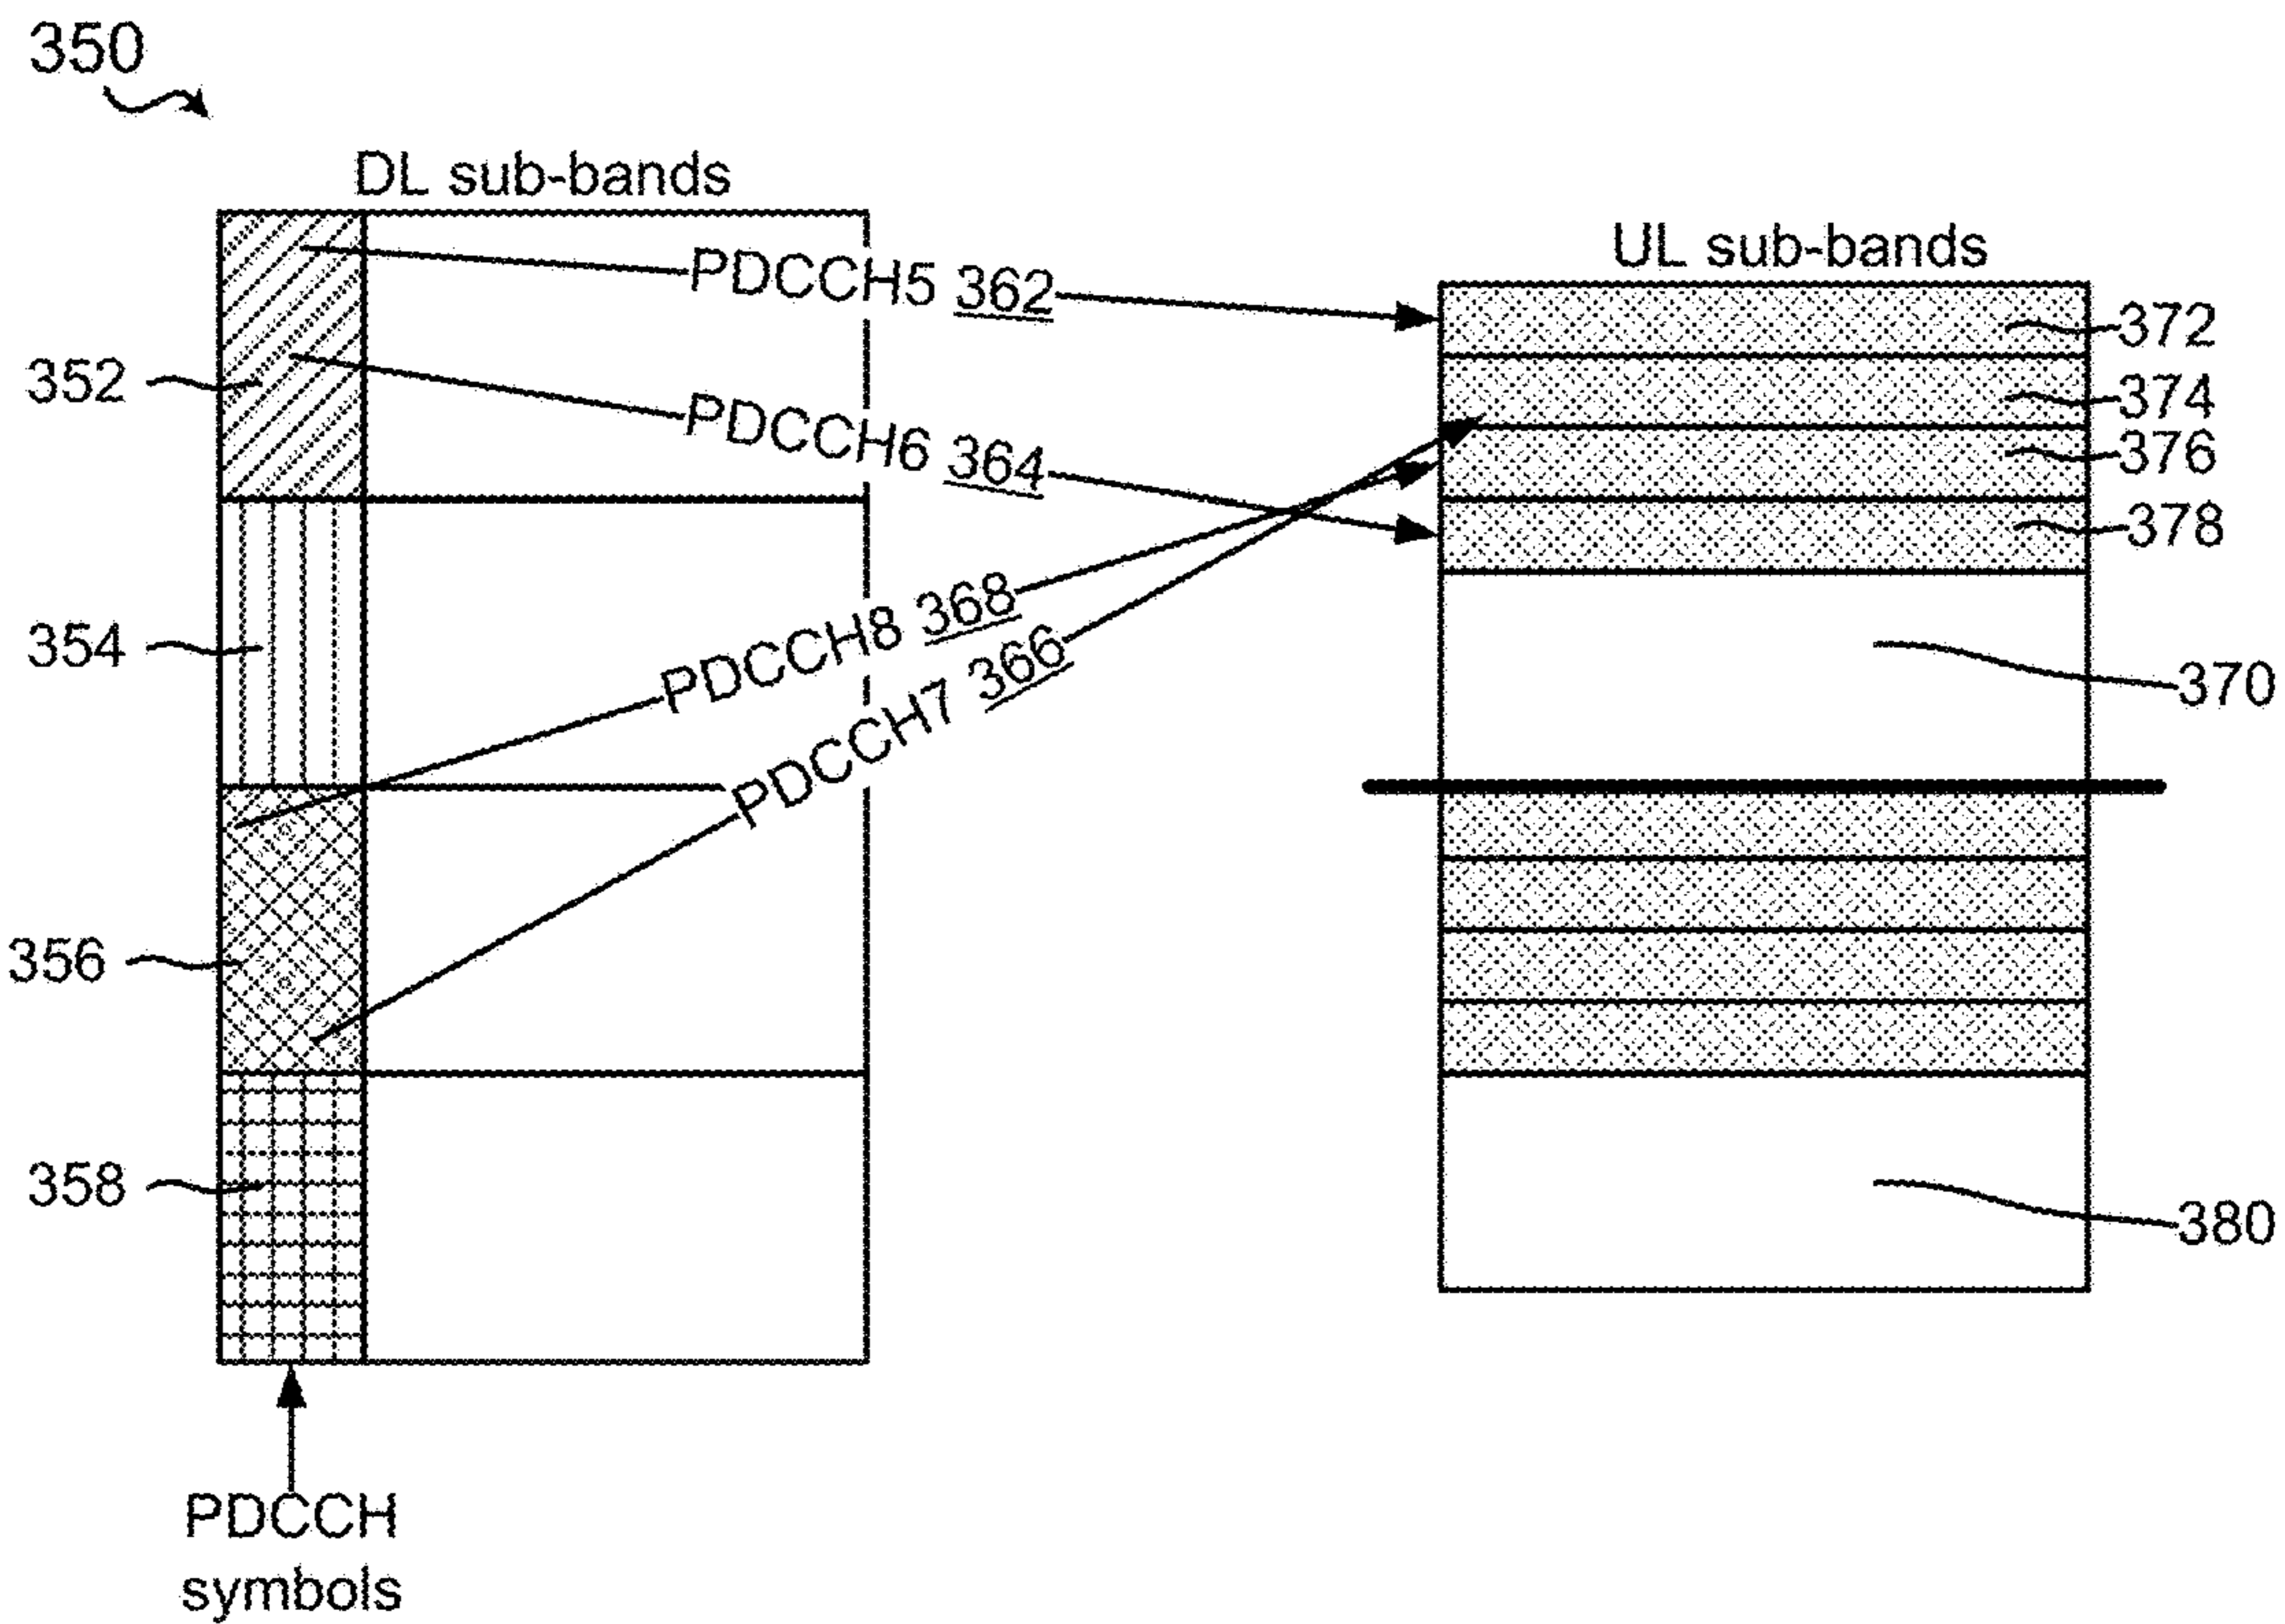 350
DL sub-bands
UL sub-bands
PDCCH5 362
372
352
374
PDCCH6 364
376
378
354
PDCCH8 368
370
PDCCH7 366
356
358
380
PDCCH
symbols